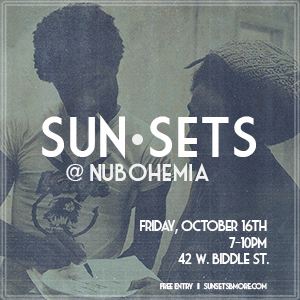 SUN•SETS
@ NUBOHEMIA
FRIDAY, OCTOBER 16TH
7-10PM
42 W. BIDDLE ST.
FREE ENTRY || SUNSETSBMORE.COM